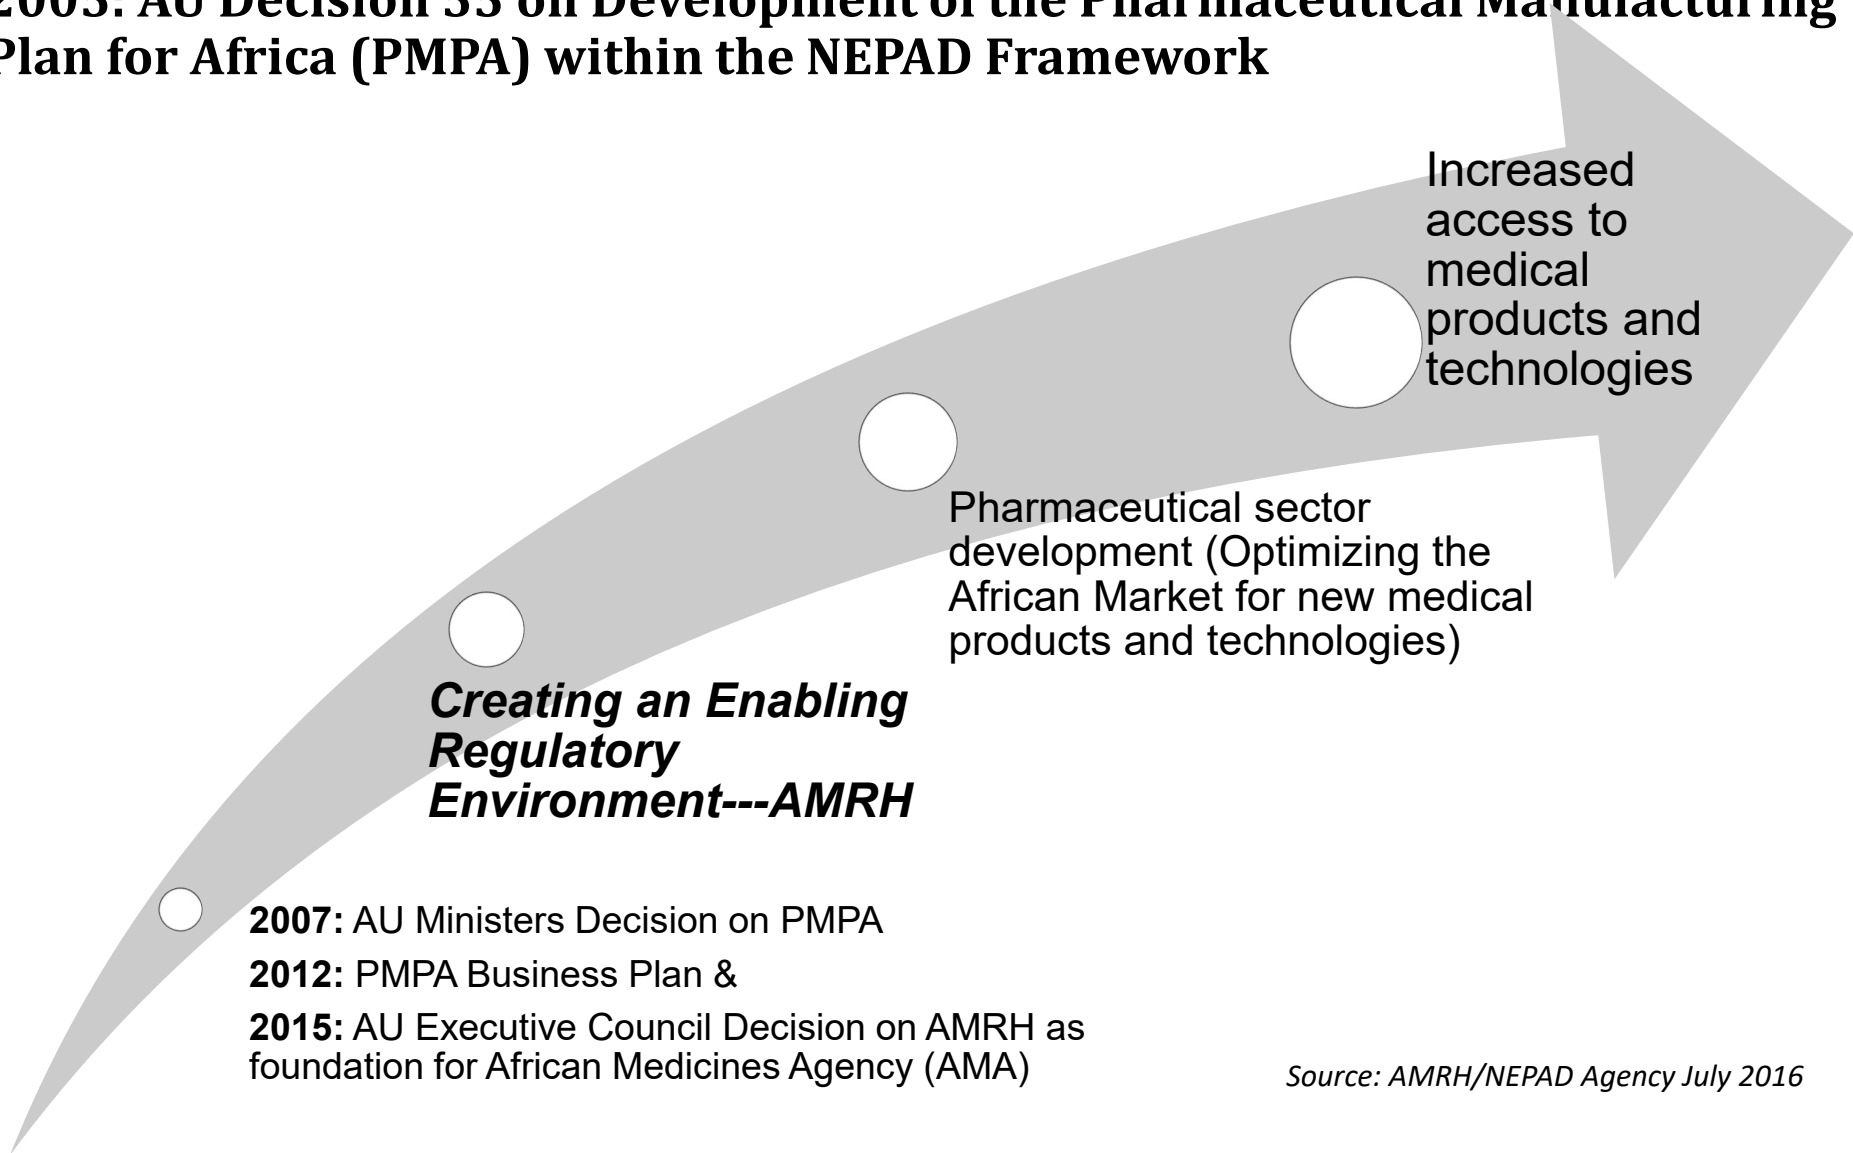 2005: AU Decision 55 on Development of the Pharmaceutical Manufacturing
Plan for Africa (PMPA) within the NEPAD Framework
Increased
access to
medical
products and
technologies
Pharmaceutical sector
development (Optimizing the
African Market for new medical
products and technologies)
Creating an Enabling
Regulatory
Environment---AMRH
2007: AU Ministers Decision on PMPA
2012: PMPA Business Plan &
2015: AU Executive Council Decision on AMRH as
foundation for African Medicines Agency (AMA)
Source: AMRH/NEPAD Agency July 2016